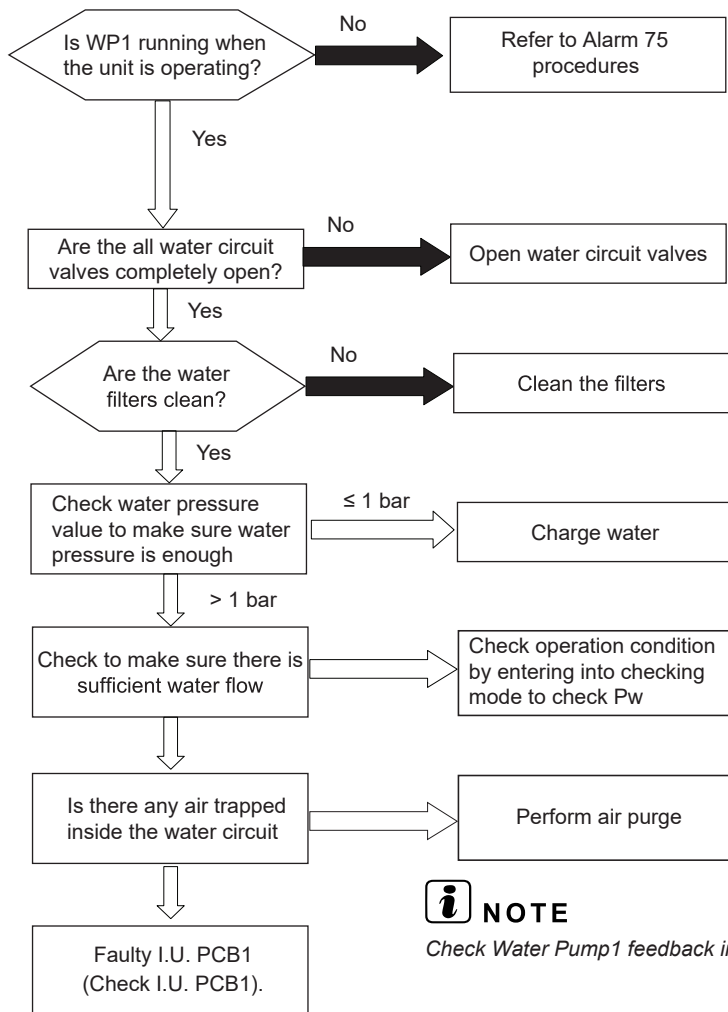 Is WP1 running when
the unit is operating?
No
Refer to Alarm 75
procedures
Yes
Are the all water circuit
valves completely open?
No
Open water circuit valves
Yes
Are the water
filters clean?
No
Clean the filters
Yes
Check water pressure
value to make sure water
pressure is enough
≤ 1 bar
Charge water
> 1 bar
Check to make sure there is
sufficient water flow
Check operation condition
by entering into checking
mode to check Pw
Is there any air trapped
inside the water circuit
Perform air purge
Faulty I.U. PCB1
(Check I.U. PCB1).
i NOTE
Check Water Pump1 feedback